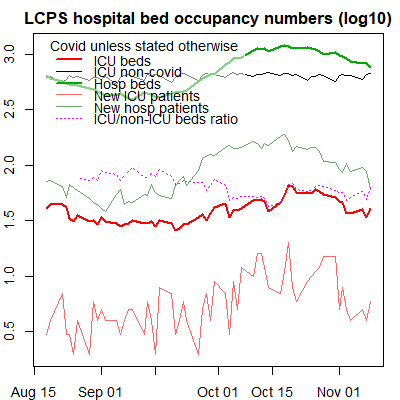 LCPS hospital bed occupancy numbers (log10)
Covid unless stated otherwise
ICU beds
ICU non-covid
Hosp beds
New ICU patients
New hosp patients
ICU/non-ICU beds ratio
3.0
2.5
2.0
1.5
1.0
0.5
Aug 15
Sep 01
Oct 01
Oct 15
Nov 01